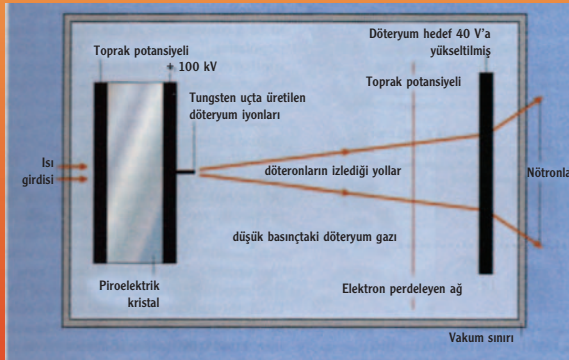 Döteryum hedef 40 V'a
yükseltilmiş
Toprak potansiyeli
+ 100 kV
Toprak potansiyeli
Tungsten uçta üretilen
döteryum iyonları
Isı
girdisi
döteronların izlediği yollar
Nötronla
düşük basınçtaki döteryum gazı
Piroelektrik
kristal
Elektron perdeleyen ağ
Vakum sınırı